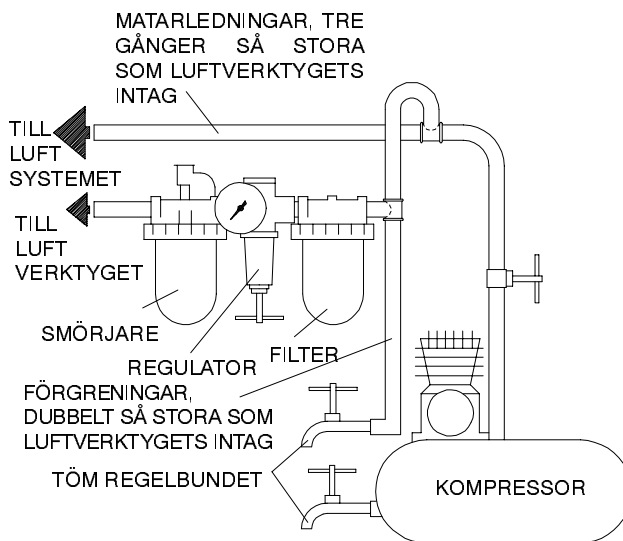 MATARLEDNINGAR, TRE
GÅNGER SÅ STORA
SOM LUFTVERKTYGETS
INTAG
TILL
LUFT
SYSTEMET
TILL
LUFT
VERKTYGET
SMÖRJARE
REGULATOR
FILTER
FÖRGRENINGAR,
DUBBELT SÅ STORA SOM
LUFTVERKTYGETS INTAG
TÖM REGELBUNDET
KOMPRESSOR